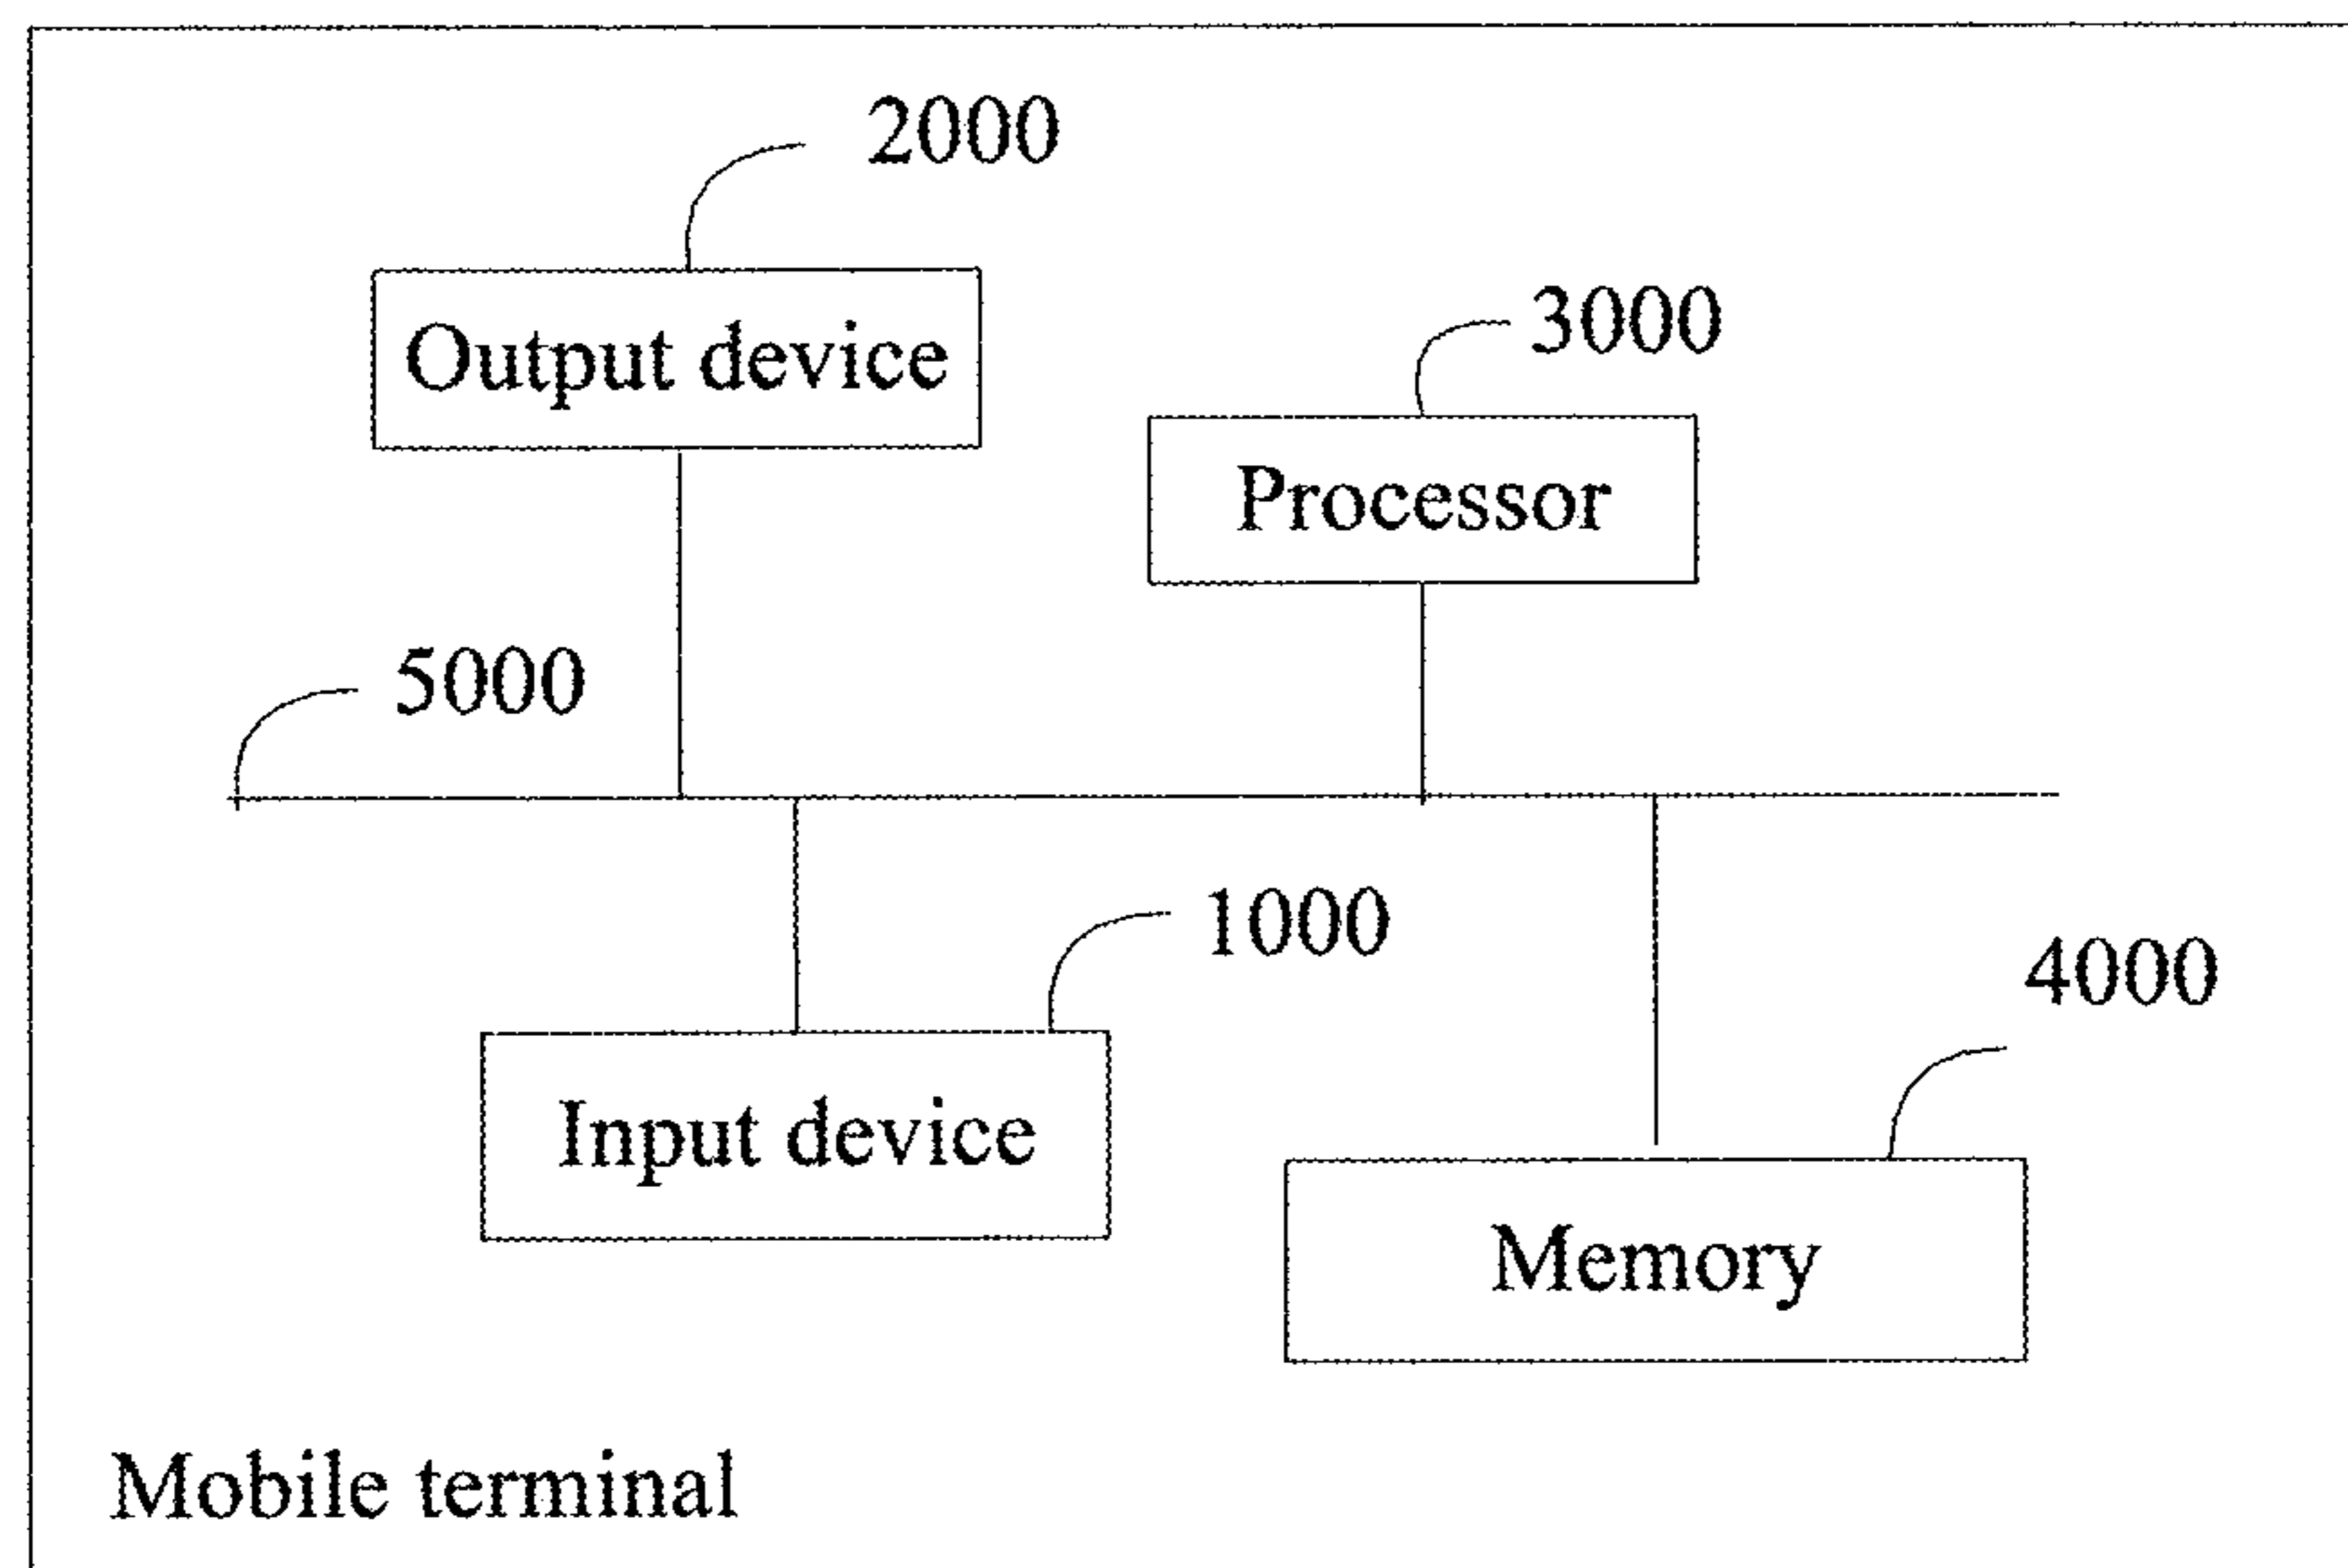 2000
Output device
3000
Processor
5000
1000
Input device
4000
Memory
Mobile terminal